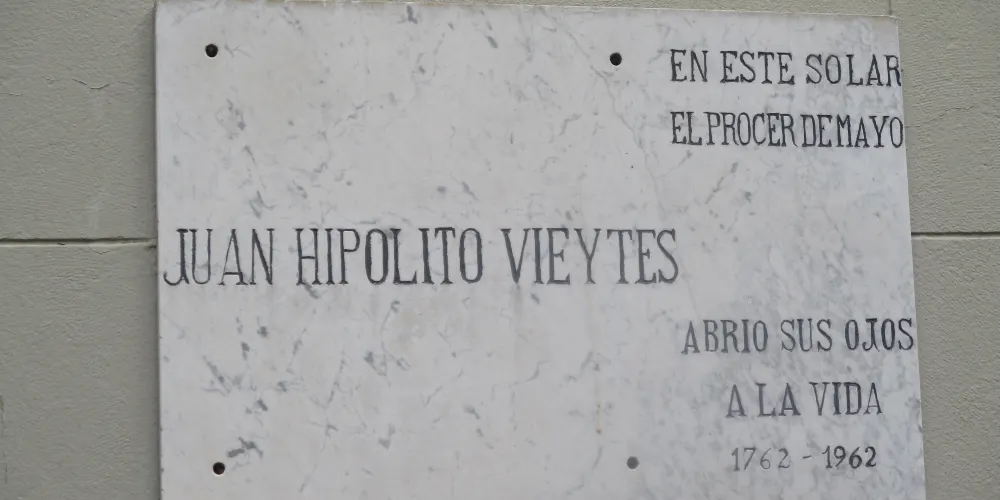 EN ESTE SOLAR
EL PROCER DE MAYO
JUAN HIPOLITO VIEYTES
ABRIO SUS OJOS
A LA VIDA
1762 - 1962